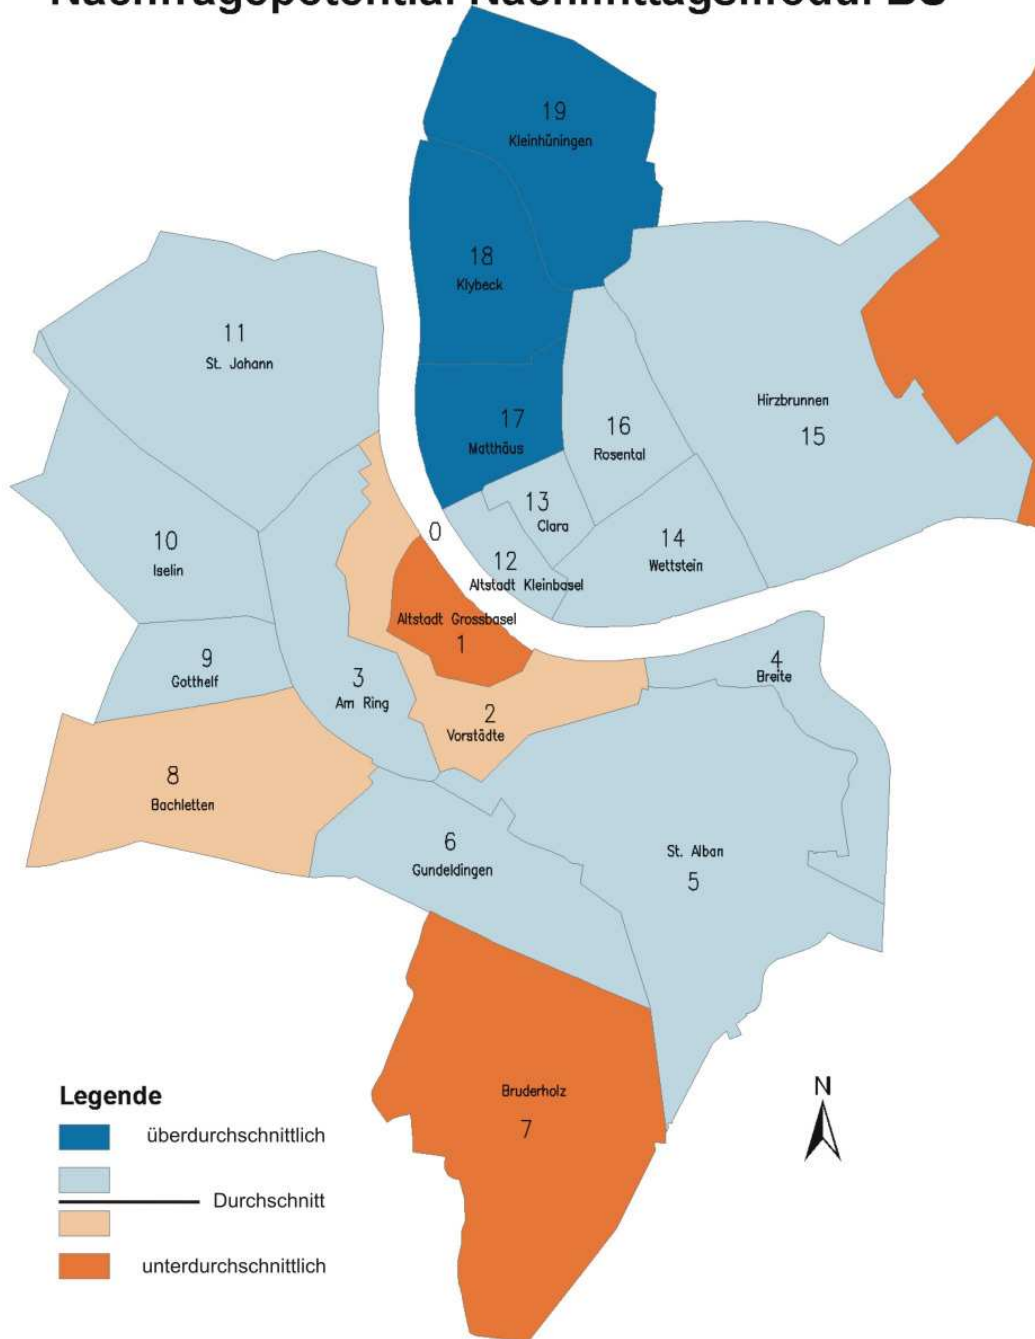 Nachfragepotential Nachmittagsmodul BS
19
Kleinhüningen
18
Klybeck
11
St. Johann
17
Matthäus
16
Rosental
Hirzbrunnen
15
13
Clara
0
10
Iselin
12
Altstadt Kleinbasel
14
Wettstein
Altstadt Grossbasel
1
9
Gotthelf
3
Am Ring
4
Breite
2
Vorstädte
8
Bachletten
6
Gundeldingen
St. Alban
5
Bruderholz
7
N
Legende
überdurchschnittlich
Durchschnitt
unterdurchschnittlich